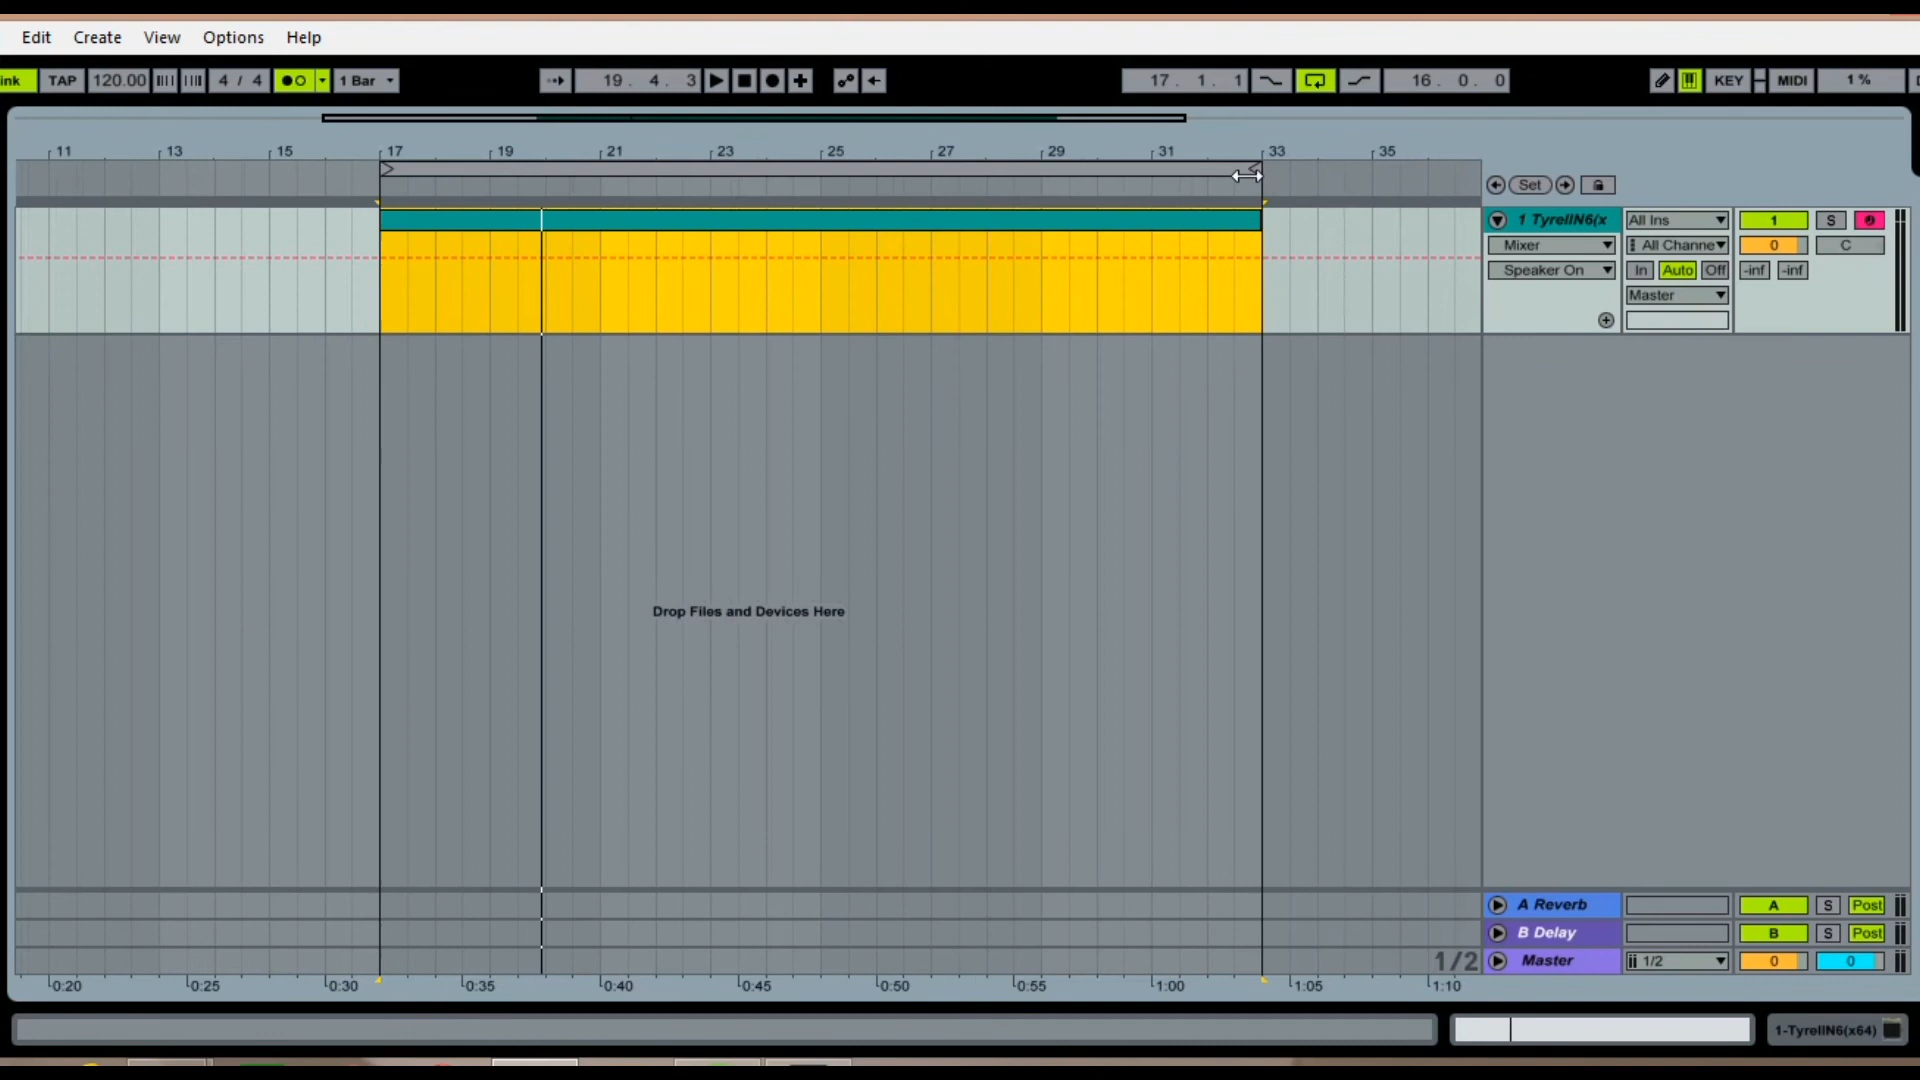 Edit Create View Options Help
ink TAP 120.00 4 / 4 1 Bar 19. 4. 3 17. 1. 1 16. 0. 0 KEY MIDI 1 %
11 13 15 17 19 21 23 25 27 29 31 33 35
Set
1 TyrellN6(x All Ins 1 S
Mixer All Channe 0 C
Speaker On In Auto Off -inf -inf
Master
Drop Files and Devices Here
A Reverb A S Post
B Delay B S Post
1/2 Master 1/2 0 0
0:20 0:25 0:30 0:35 0:40 0:45 0:50 0:55 1:00 1:05 1:10
1-TyrellN6(x64)